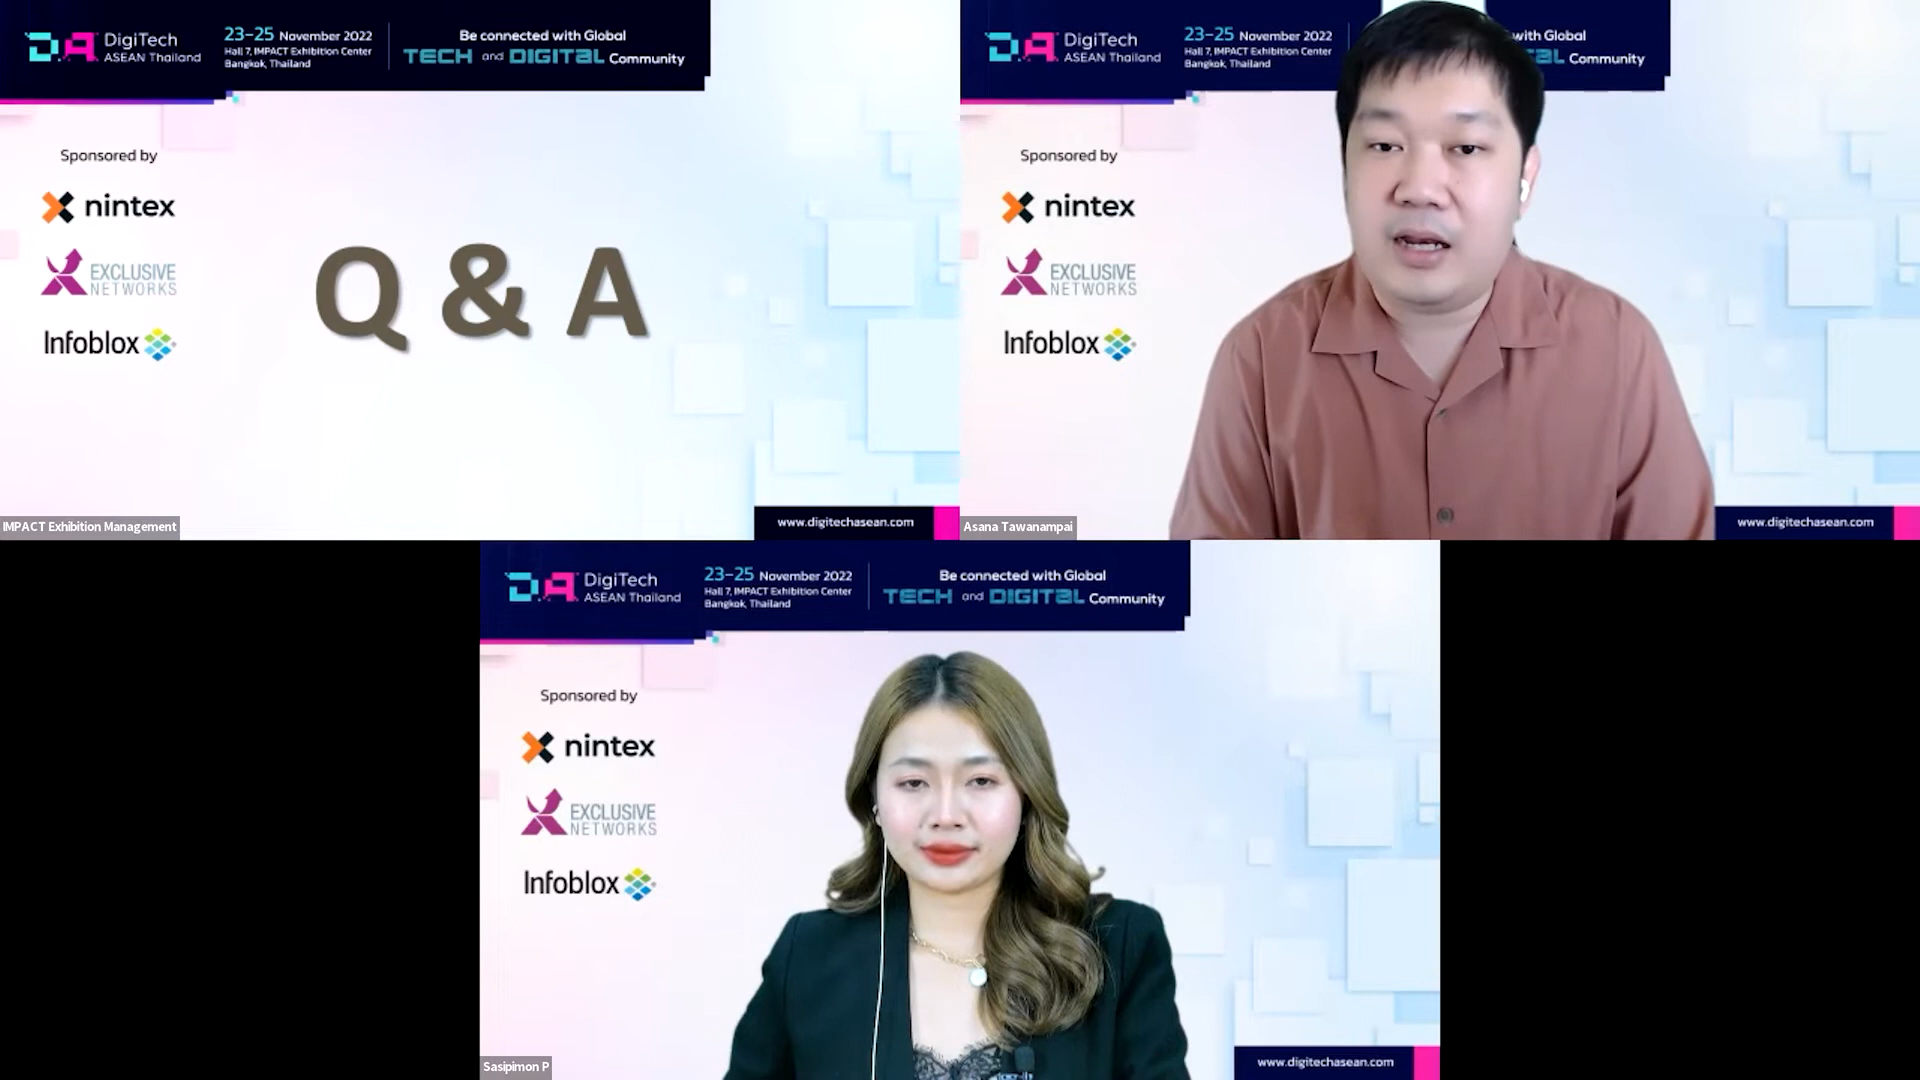 DigiTech
ASEAN Thailand
23-25 November 2022
Hall 7, IMPACT Exhibition Center
Bangkok, Thailand
Be connected with Global
TECH and DIGITAL Community
Sponsored by
nintex
EXCLUSIVE
NETWORKS
Infoblox
Q & A
www.digitechasean.com
IMPACT Exhibition Management
DigiTech
ASEAN Thailand
23-25 November 2022
Hall 7, IMPACT Exhibition Center
Bangkok, Thailand
with Global
Community
Sponsored by
nintex
EXCLUSIVE
NETWORKS
Infoblox
www.digitechasean.com
Asana Tawanampai
DigiTech
ASEAN Thailand
23-25 November 2022
Hall 7, IMPACT Exhibition Center
Bangkok, Thailand
Be connected with Global
TECH and DIGITAL Community
Sponsored by
nintex
EXCLUSIVE
NETWORKS
Infoblox
www.digitechasean.com
Sasipimon P